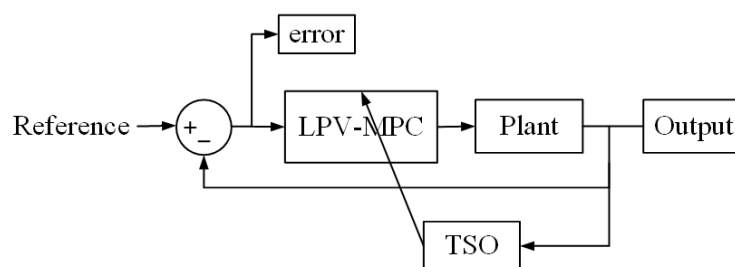 error
Reference
+
−
LPV-MPC
Plant
Output
TSO